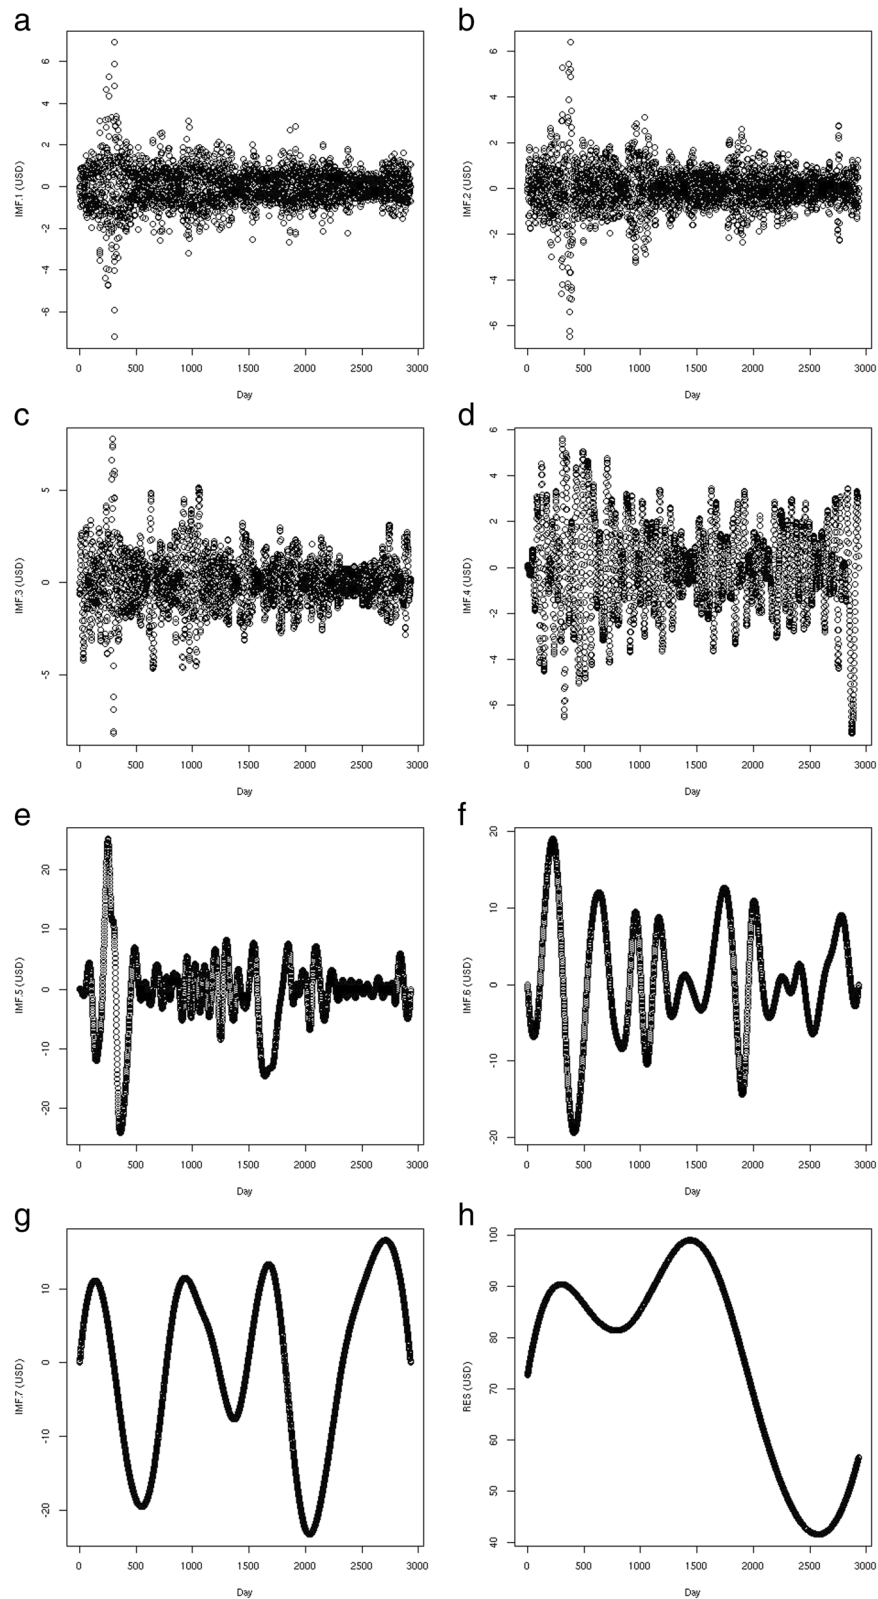 a
IMF.1 (USD)
6
4
2
0
-2
-4
-6
0 500 1000 1500 2000 2500 3000
Day
b
IMF.2 (USD)
6
4
2
0
-2
-4
-6
0 500 1000 1500 2000 2500 3000
Day
c
IMF.3 (USD)
5
0
-5
0 500 1000 1500 2000 2500 3000
Day
d
IMF.4 (USD)
6
4
2
0
-2
-4
-6
0 500 1000 1500 2000 2500 3000
Day
e
IMF.5 (USD)
20
10
0
-10
-20
0 500 1000 1500 2000 2500 3000
Day
f
IMF.6 (USD)
20
10
0
-10
-20
0 500 1000 1500 2000 2500 3000
Day
g
IMF.7 (USD)
10
0
-10
-20
0 500 1000 1500 2000 2500 3000
Day
h
RES (USD)
100
90
80
70
60
50
40
0 500 1000 1500 2000 2500 3000
Day